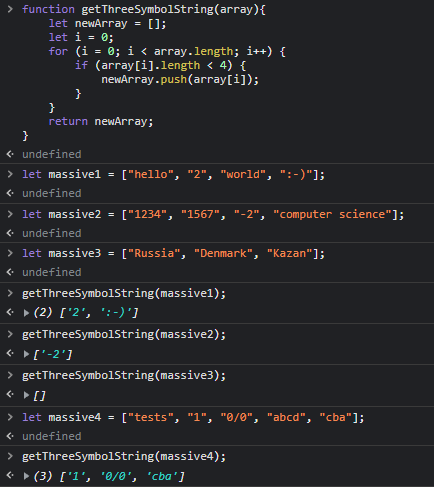 function getThreeSymbolString(array){
    let newArray = [];
    let i = 0;
    for (i = 0; i < array.length; i++) {
        if (array[i].length < 4) {
            newArray.push(array[i]);
        }
    }
    return newArray;
}
undefined
let massive1 = ["hello", "2", "world", ":-)"];
undefined
let massive2 = ["1234", "1567", "-2", "computer science"];
undefined
let massive3 = ["Russia", "Denmark", "Kazan"];
undefined
getThreeSymbolString(massive1);
(2) ['2', ':-)']
getThreeSymbolString(massive2);
['-2']
getThreeSymbolString(massive3);
[]
let massive4 = ["tests", "1", "0/0", "abcd", "cba"];
undefined
getThreeSymbolString(massive4);
(3) ['1', '0/0', 'cba']